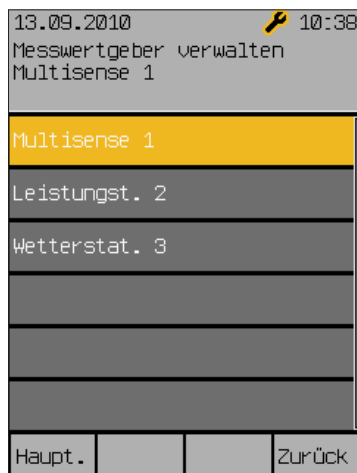 13.09.2010 10:38
Messwertgeber verwalten
Multisense 1
Multisense 1
Leistungst. 2
Wetterstat. 3
Haupt. Zurück